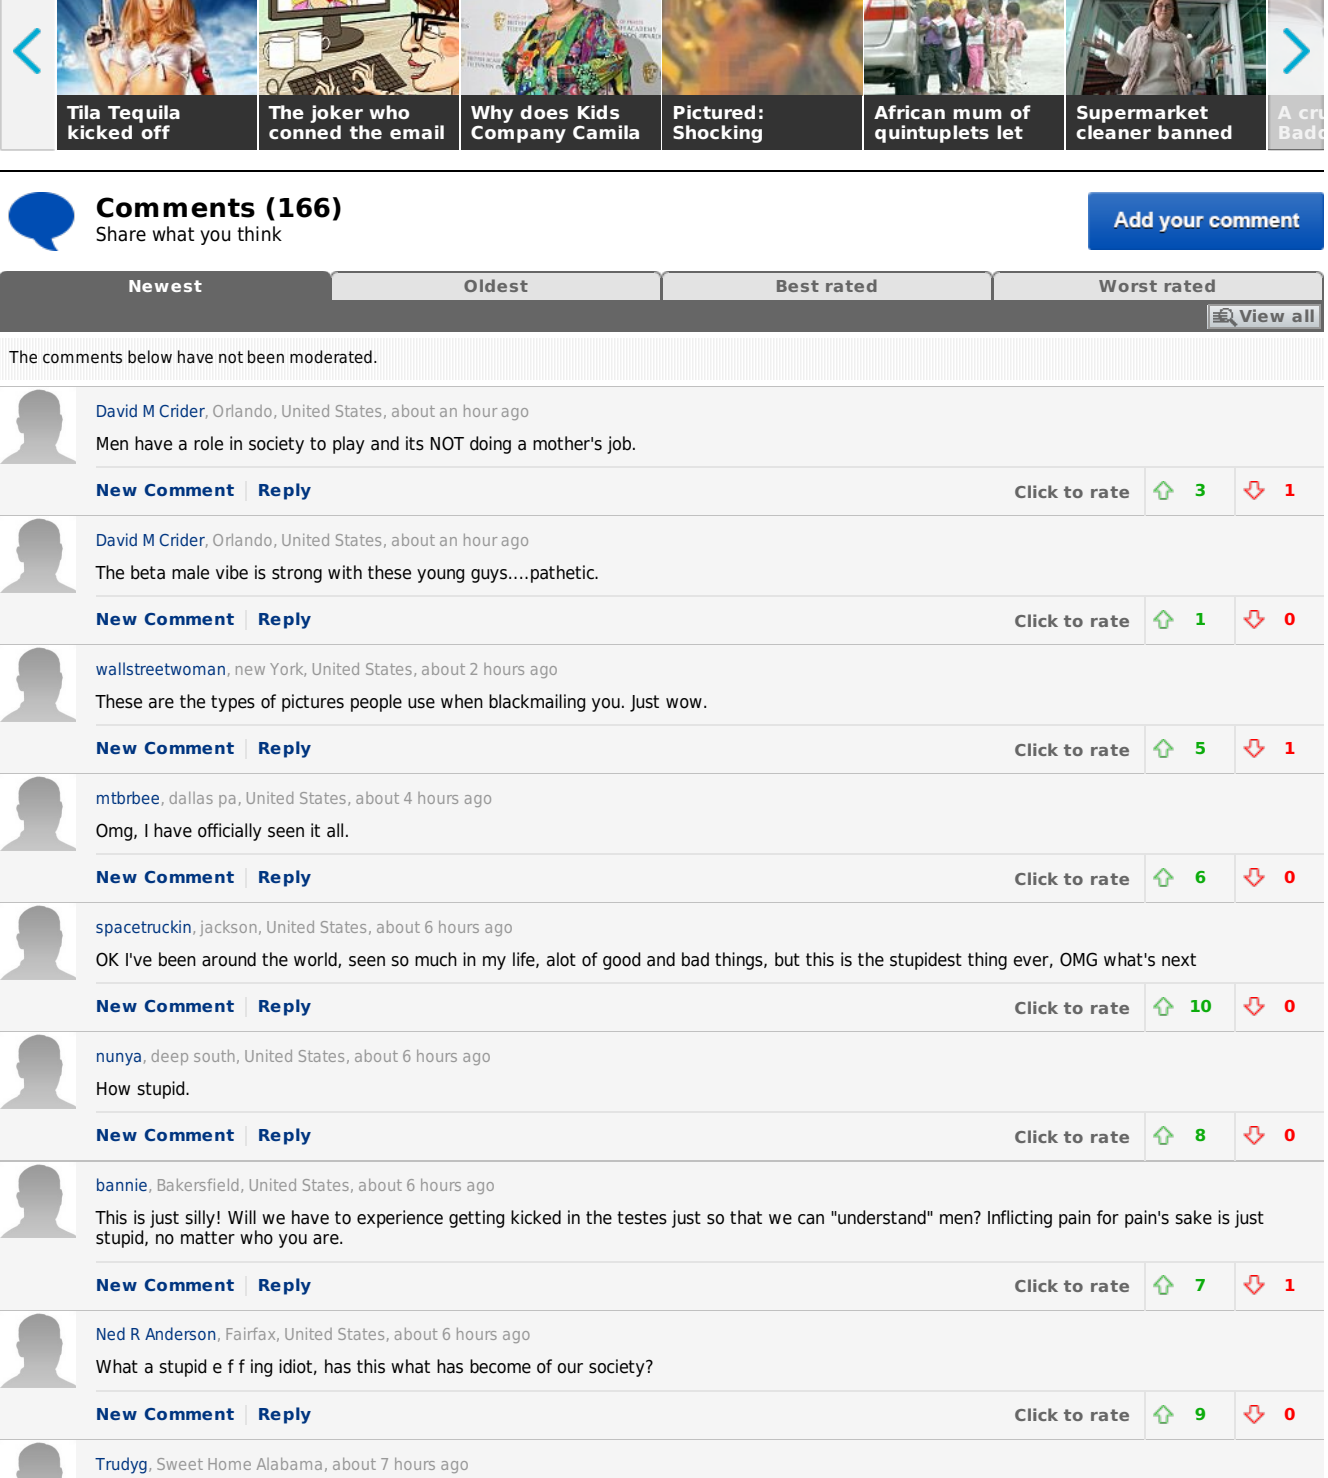 Tila Tequila
kicked off
The joker who
conned the email
Why does Kids
Company Camila
Pictured:
Shocking
African mum of
quintuplets let
Supermarket
cleaner banned
Comments (166)
Share what you think
Add your comment
Newest
Oldest
Best rated
Worst rated
View all
The comments below have not been moderated.
David M Crider, Orlando, United States, about an hour ago
Men have a role in society to play and its NOT doing a mother's job.
New Comment Reply Click to rate 3 1
David M Crider, Orlando, United States, about an hour ago
The beta male vibe is strong with these young guys....pathetic.
New Comment Reply Click to rate 1 0
wallstreetwoman, new York, United States, about 2 hours ago
These are the types of pictures people use when blackmailing you. Just wow.
New Comment Reply Click to rate 5 1
mtbrbee, dallas pa, United States, about 4 hours ago
Omg, I have officially seen it all.
New Comment Reply Click to rate 6 0
spacetruckin, jackson, United States, about 6 hours ago
OK I've been around the world, seen so much in my life, alot of good and bad things, but this is the stupidest thing ever, OMG what's next
New Comment Reply Click to rate 10 0
nunya, deep south, United States, about 6 hours ago
How stupid.
New Comment Reply Click to rate 8 0
bannie, Bakersfield, United States, about 6 hours ago
This is just silly! Will we have to experience getting kicked in the testes just so that we can "understand" men? Inflicting pain for pain's sake is just
stupid, no matter who you are.
New Comment Reply Click to rate 7 1
Ned R Anderson, Fairfax, United States, about 6 hours ago
What a stupid e f f ing idiot, has this what has become of our society?
New Comment Reply Click to rate 9 0
Trudyg, Sweet Home Alabama, about 7 hours ago